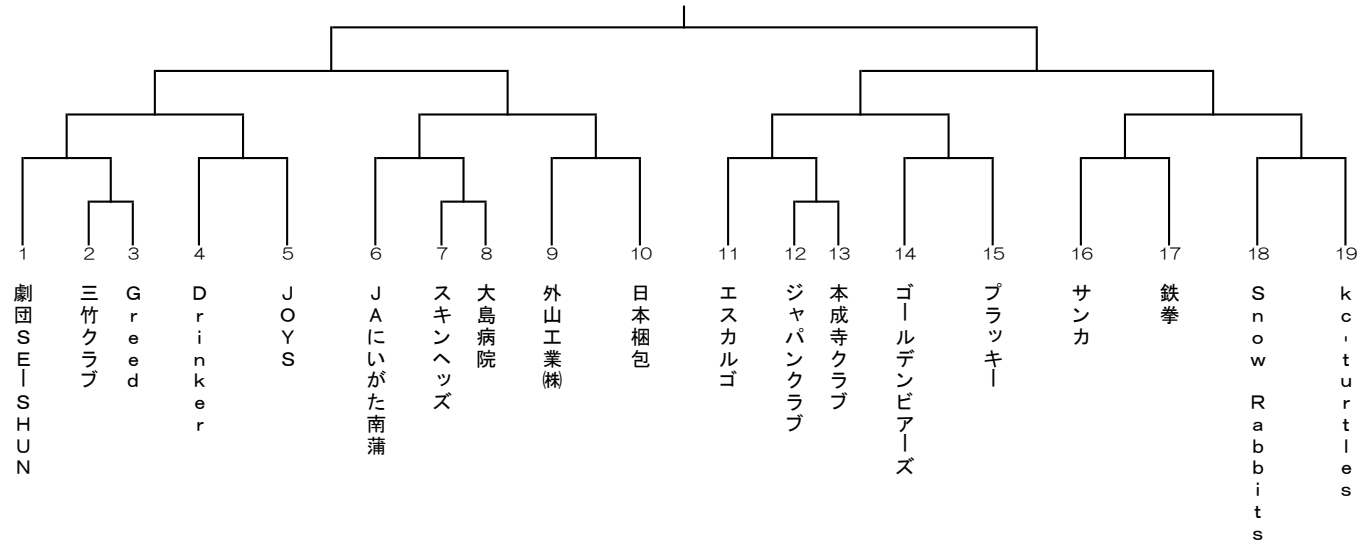 1 2 3 4 5 6 7 8 9 10 11 12 13 14 15 16 17 18 19
劇団SEーSHUN
三竹クラブ
Greed
Drinker
JOYS
JAにいがた南蒲
スキンヘッズ
大島病院
外山工業㈱
日本梱包
エスカルゴ
ジャパンクラブ
本成寺クラブ
ゴールデンビアーズ
プラッキー
サンカ
鉄拳
Snow Rabbits
kc-turtles